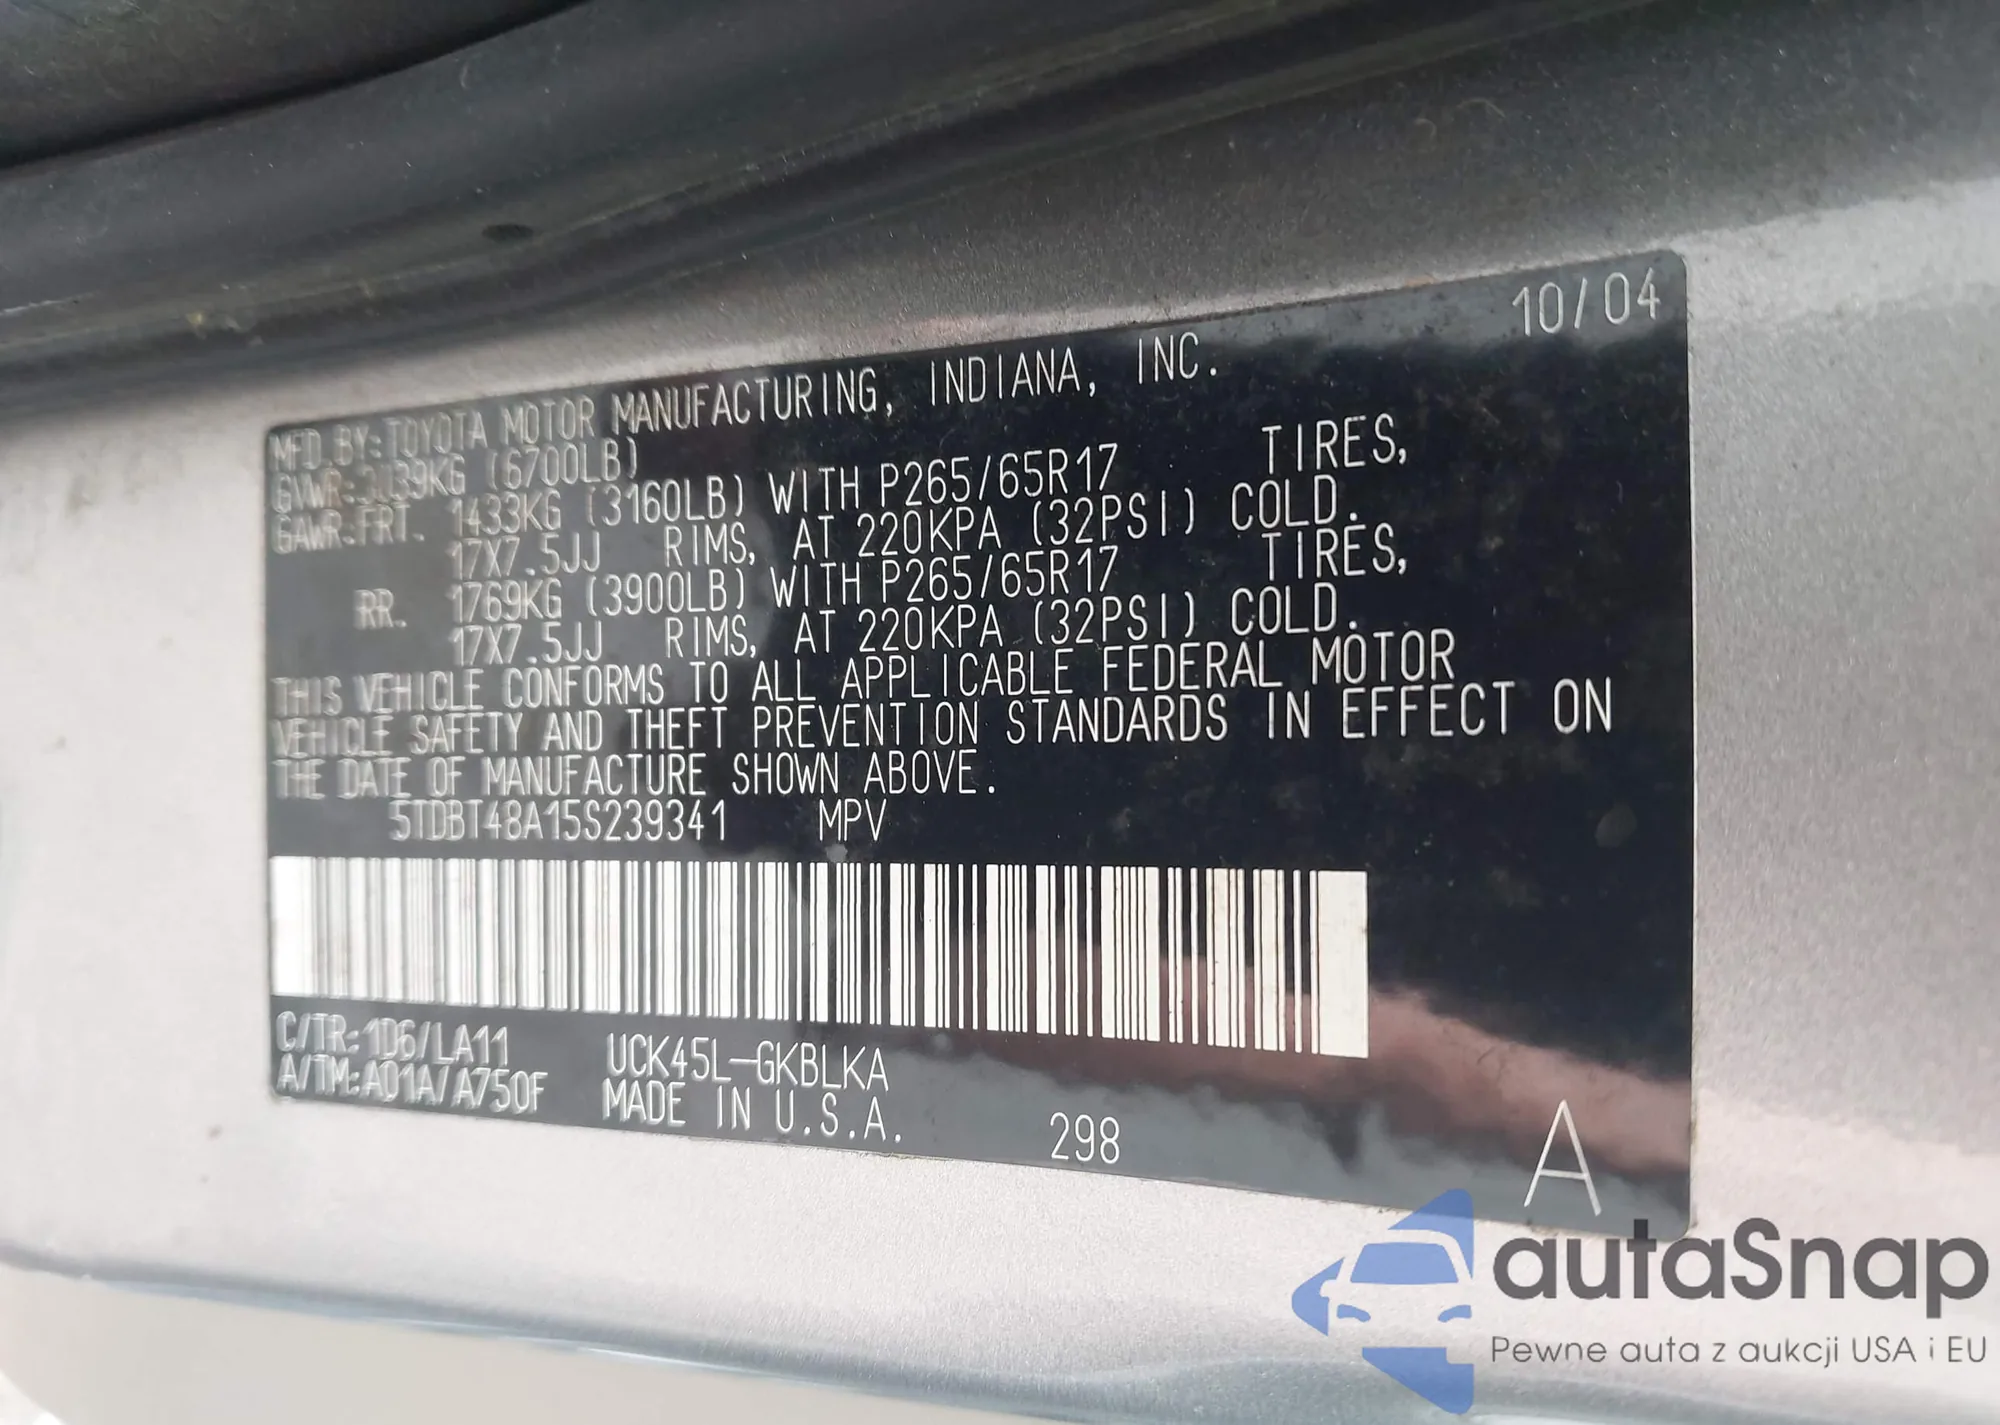 10/04
MFD. BY: TOYOTA MOTOR MANUFACTURING, INDIANA, INC.
GVWR: 3039KG (6700LB)
GAWR: FRT. 1433KG (3160LB) WITH P265/65R17 TIRES,
17X7.5JJ RIMS, AT 220KPA (32PSI) COLD.
RR. 1769KG (3900LB) WITH P265/65R17 TIRES,
17X7.5JJ RIMS, AT 220KPA (32PSI) COLD.
THIS VEHICLE CONFORMS TO ALL APPLICABLE FEDERAL MOTOR
VEHICLE SAFETY AND THEFT PREVENTION STANDARDS IN EFFECT ON
THE DATE OF MANUFACTURE SHOWN ABOVE.
5TDBT48A15S239341 MPV
C/TR: 1D6/LA11 UCK45L-GKBLKA
A/TM: A01A/A750F MADE IN U.S.A. 298
A
autaSnap
Pewne auta z aukcji USA i EU